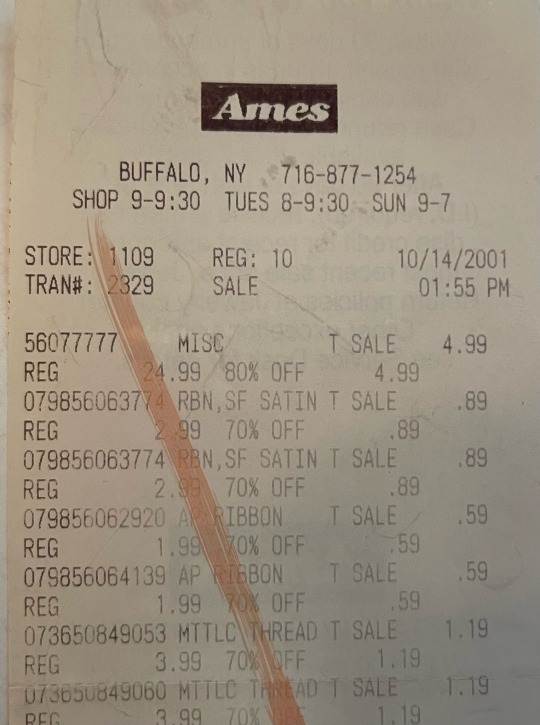 Ames
BUFFALO, NY 716-877-1254
SHOP 9-9:30 TUES 8-9:30 SUN 9-7
STORE: 1109 REG: 10 10/14/2001
TRAN#: 2329 SALE 01:55 PM
56077777 MISC T SALE 4.99
REG 24.99 80% OFF 4.99
079856063774 RBN,SF SATIN T SALE .89
REG 2.99 70% OFF .89
079856063774 RBN,SF SATIN T SALE .89
REG 2.99 70% OFF .89
079856062920 AP RIBBON T SALE .59
REG 1.99 70% OFF .59
079856064139 AP RIBBON T SALE .59
REG 1.99 70% OFF .59
073650849053 MTTLC THREAD T SALE 1.19
REG 3.99 70% OFF 1.19
073650849060 MTTLC THREAD T SALE 1.19
REG 3.99 70% OFF 1.19